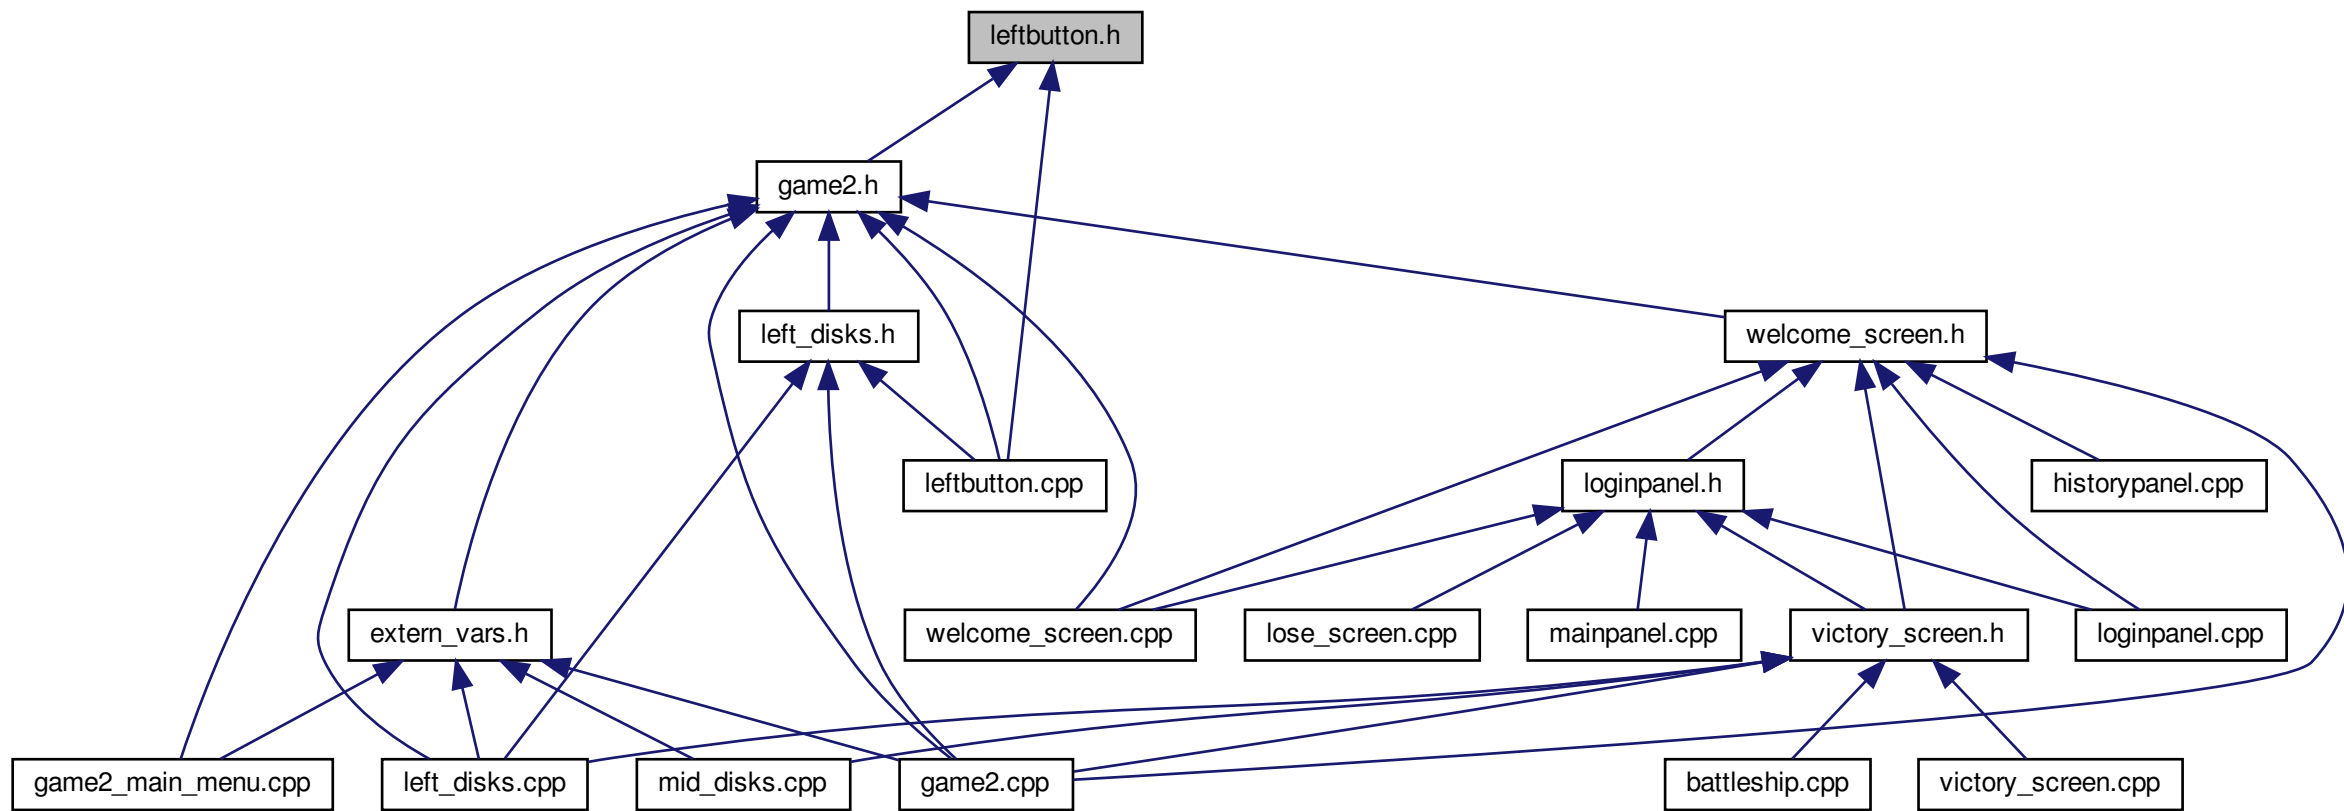 leftbutton.h
game2.h
left_disks.h
welcome_screen.h
leftbutton.cpp
loginpanel.h
historypanel.cpp
extern_vars.h
welcome_screen.cpp
lose_screen.cpp
mainpanel.cpp
victory_screen.h
loginpanel.cpp
game2_main_menu.cpp
left_disks.cpp
mid_disks.cpp
game2.cpp
battleship.cpp
victory_screen.cpp